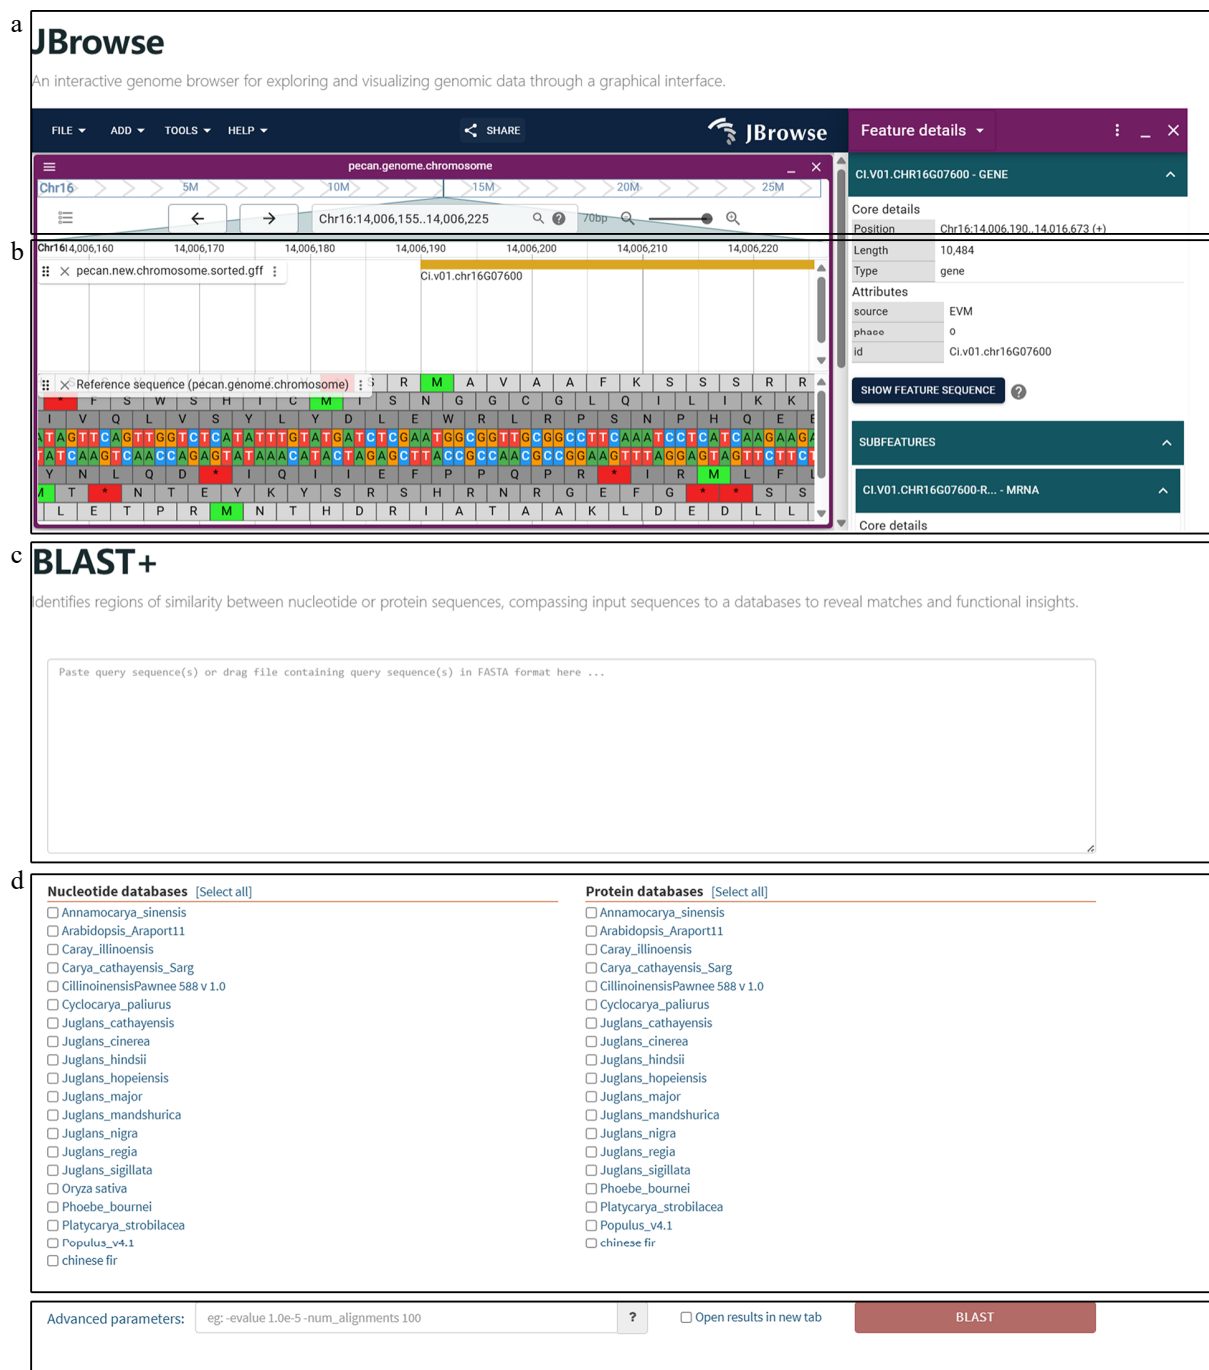 a
JBrowse
An interactive genome browser for exploring and visualizing genomic data through a graphical interface.
FILE ADD TOOLS HELP SHARE JBrowse Feature details
pecan.genome.chromosome
CI.V01.CHR16G07600 - GENE
Chr16 5M 10M 15M 20M 25M
Chr16:14,006,155..14,006,225 70bp
Core details
Position Chr16:14,006,190..14,016,673 (+)
b
Chr16 14,006,160 14,006,170 14,006,180 14,006,190 14,006,200 14,006,210 14,006,220
Length 10,484
pecan.new.chromosome.sorted.gff
Ci.v01.chr16G07600
Type gene
Attributes
source EVM
phase 0
id Ci.v01.chr16G07600
Reference sequence (pecan.genome.chromosome)
S R M A V A A F K S S S R R
* F S W S H I C M I S N G G C G L Q I L I K K
SHOW FEATURE SEQUENCE
I V Q L V S Y L Y D L E W R L R P S N P H Q E
ATAGTTCAGTTGGTCTCATATTTGTATGATCTCGAATGGCGGTTGCGGCCTTCAAATCCTCATCAAGAAGA
TATCAAGTCAACCAGAGTATAAACATACTAGAGCTTACCGCCAACGCCGGAAGTTTAGGAGTAGTTCTTCT
SUBFEATURES
Y N L Q D * I Q I I E F P P Q P R * I R M L F L
M T * N T E Y K Y S R S H R N R G E F G * * S S
CI.V01.CHR16G07600-R... - MRNA
L E T P R M N T H D R I A T A A K L D E D L L
Core details
c
BLAST+
Identifies regions of similarity between nucleotide or protein sequences, compassing input sequences to a databases to reveal matches and functional insights.
Paste query sequence(s) or drag file containing query sequence(s) in FASTA format here ...
d
Nucleotide databases [Select all]
Annamocarya_sinensis
Arabidopsis_Araport11
Caray_illinoensis
Carya_cathayensis_Sarg
CillinoinensisPawnee 588 v 1.0
Cyclocarya_paliurus
Juglans_cathayensis
Juglans_cinerea
Juglans_hindsii
Juglans_hopeiensis
Juglans_major
Juglans_mandshurica
Juglans_nigra
Juglans_regia
Juglans_sigillata
Oryza sativa
Phoebe_bournei
Platycarya_strobilacea
Populus_v4.1
chinese fir
Protein databases [Select all]
Annamocarya_sinensis
Arabidopsis_Araport11
Caray_illinoensis
Carya_cathayensis_Sarg
CillinoinensisPawnee 588 v 1.0
Cyclocarya_paliurus
Juglans_cathayensis
Juglans_cinerea
Juglans_hindsii
Juglans_hopeiensis
Juglans_major
Juglans_mandshurica
Juglans_nigra
Juglans_regia
Juglans_sigillata
Phoebe_bournei
Platycarya_strobilacea
Populus_v4.1
chinese fir
Advanced parameters: eg: -evalue 1.0e-5 -num_alignments 100 ? Open results in new tab BLAST